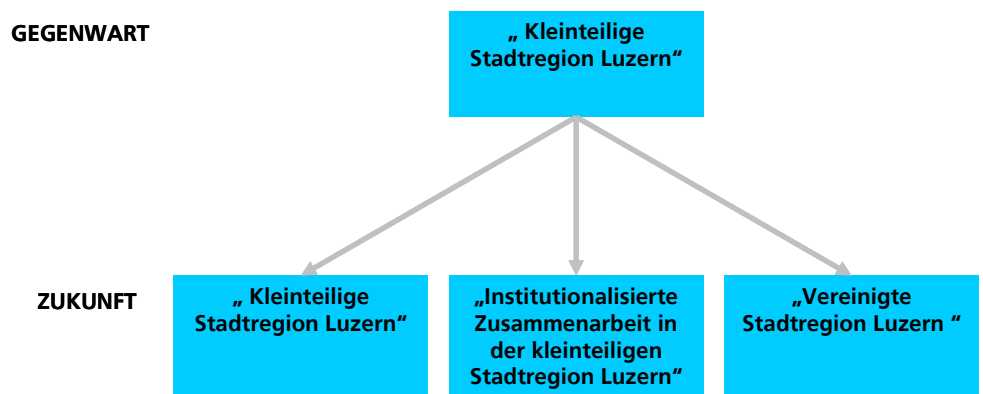 GEGENWART
„ Kleinteilige
Stadtregion Luzern“
ZUKUNFT
„ Kleinteilige
Stadtregion Luzern“
„Institutionalisierte
Zusammenarbeit in
der kleinteiligen
Stadtregion Luzern“
„Vereinigte
Stadtregion Luzern “